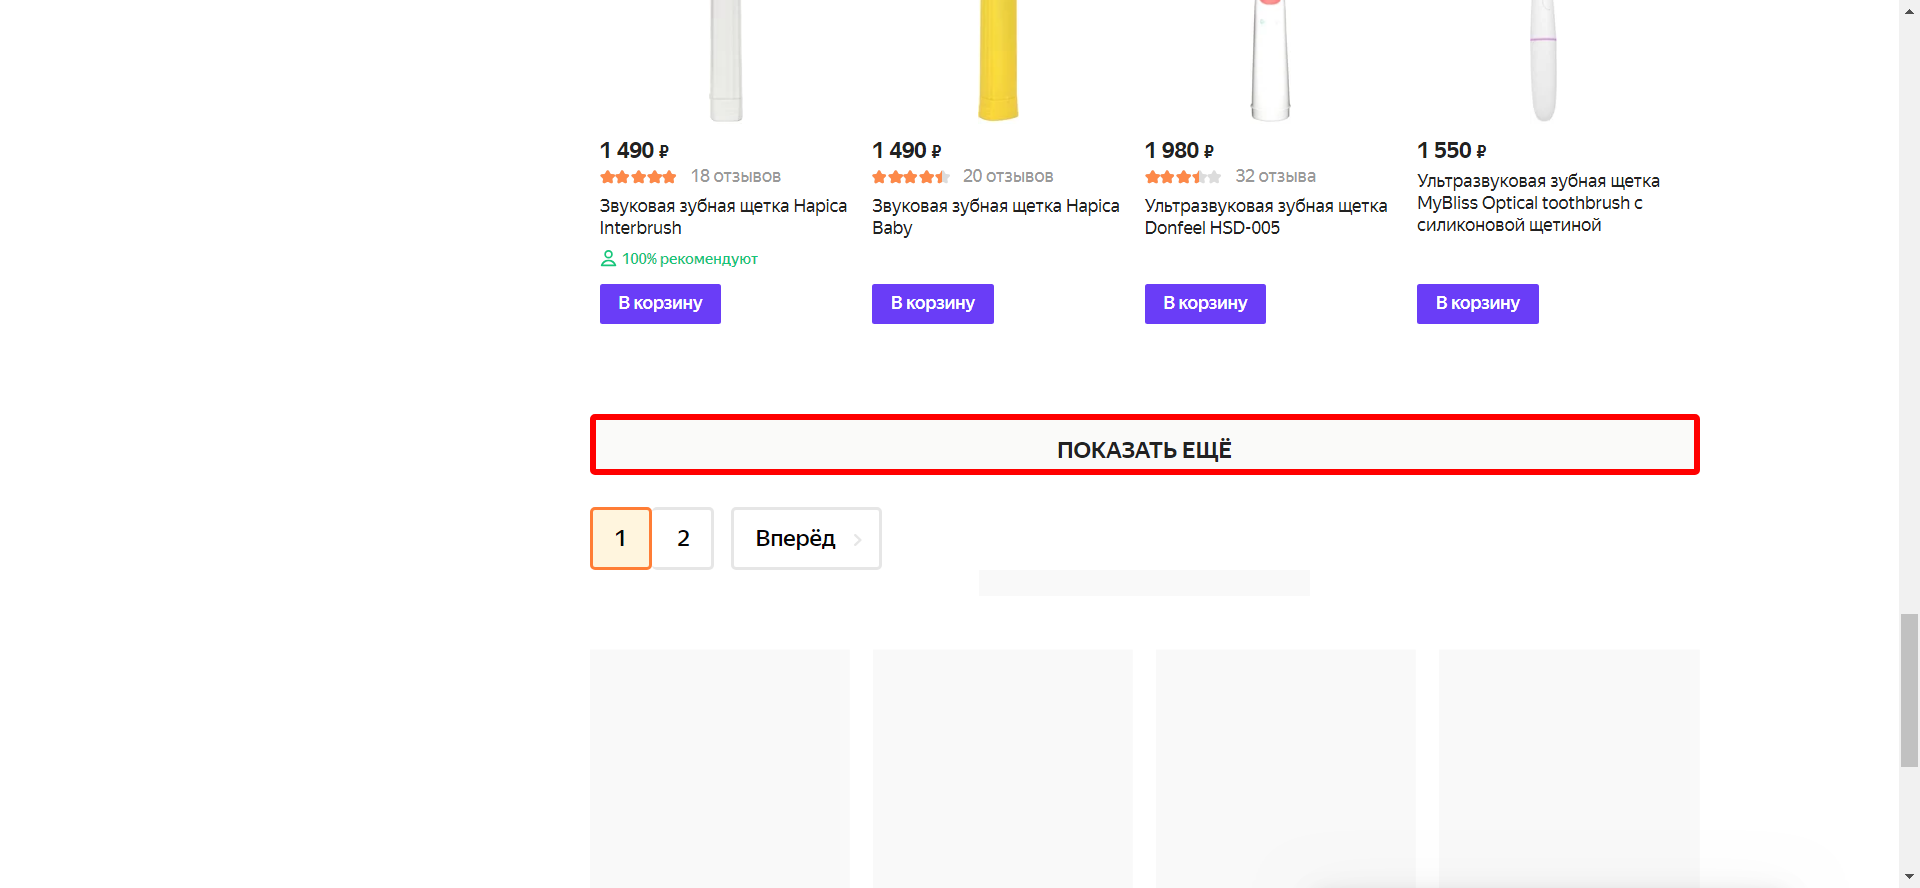 1 490 ₽
18 отзывов
Звуковая зубная щетка Hapica
Interbrush
100% рекомендуют
В корзину
1 490 ₽
20 отзывов
Звуковая зубная щетка Hapica
Baby
В корзину
1 980 ₽
32 отзыва
Ультразвуковая зубная щетка
Donfeel HSD-005
В корзину
1 550 ₽
Ультразвуковая зубная щетка
MyBliss Optical toothbrush с
силиконовой щетиной
В корзину
ПОКАЗАТЬ ЕЩЁ
1 2 Вперёд